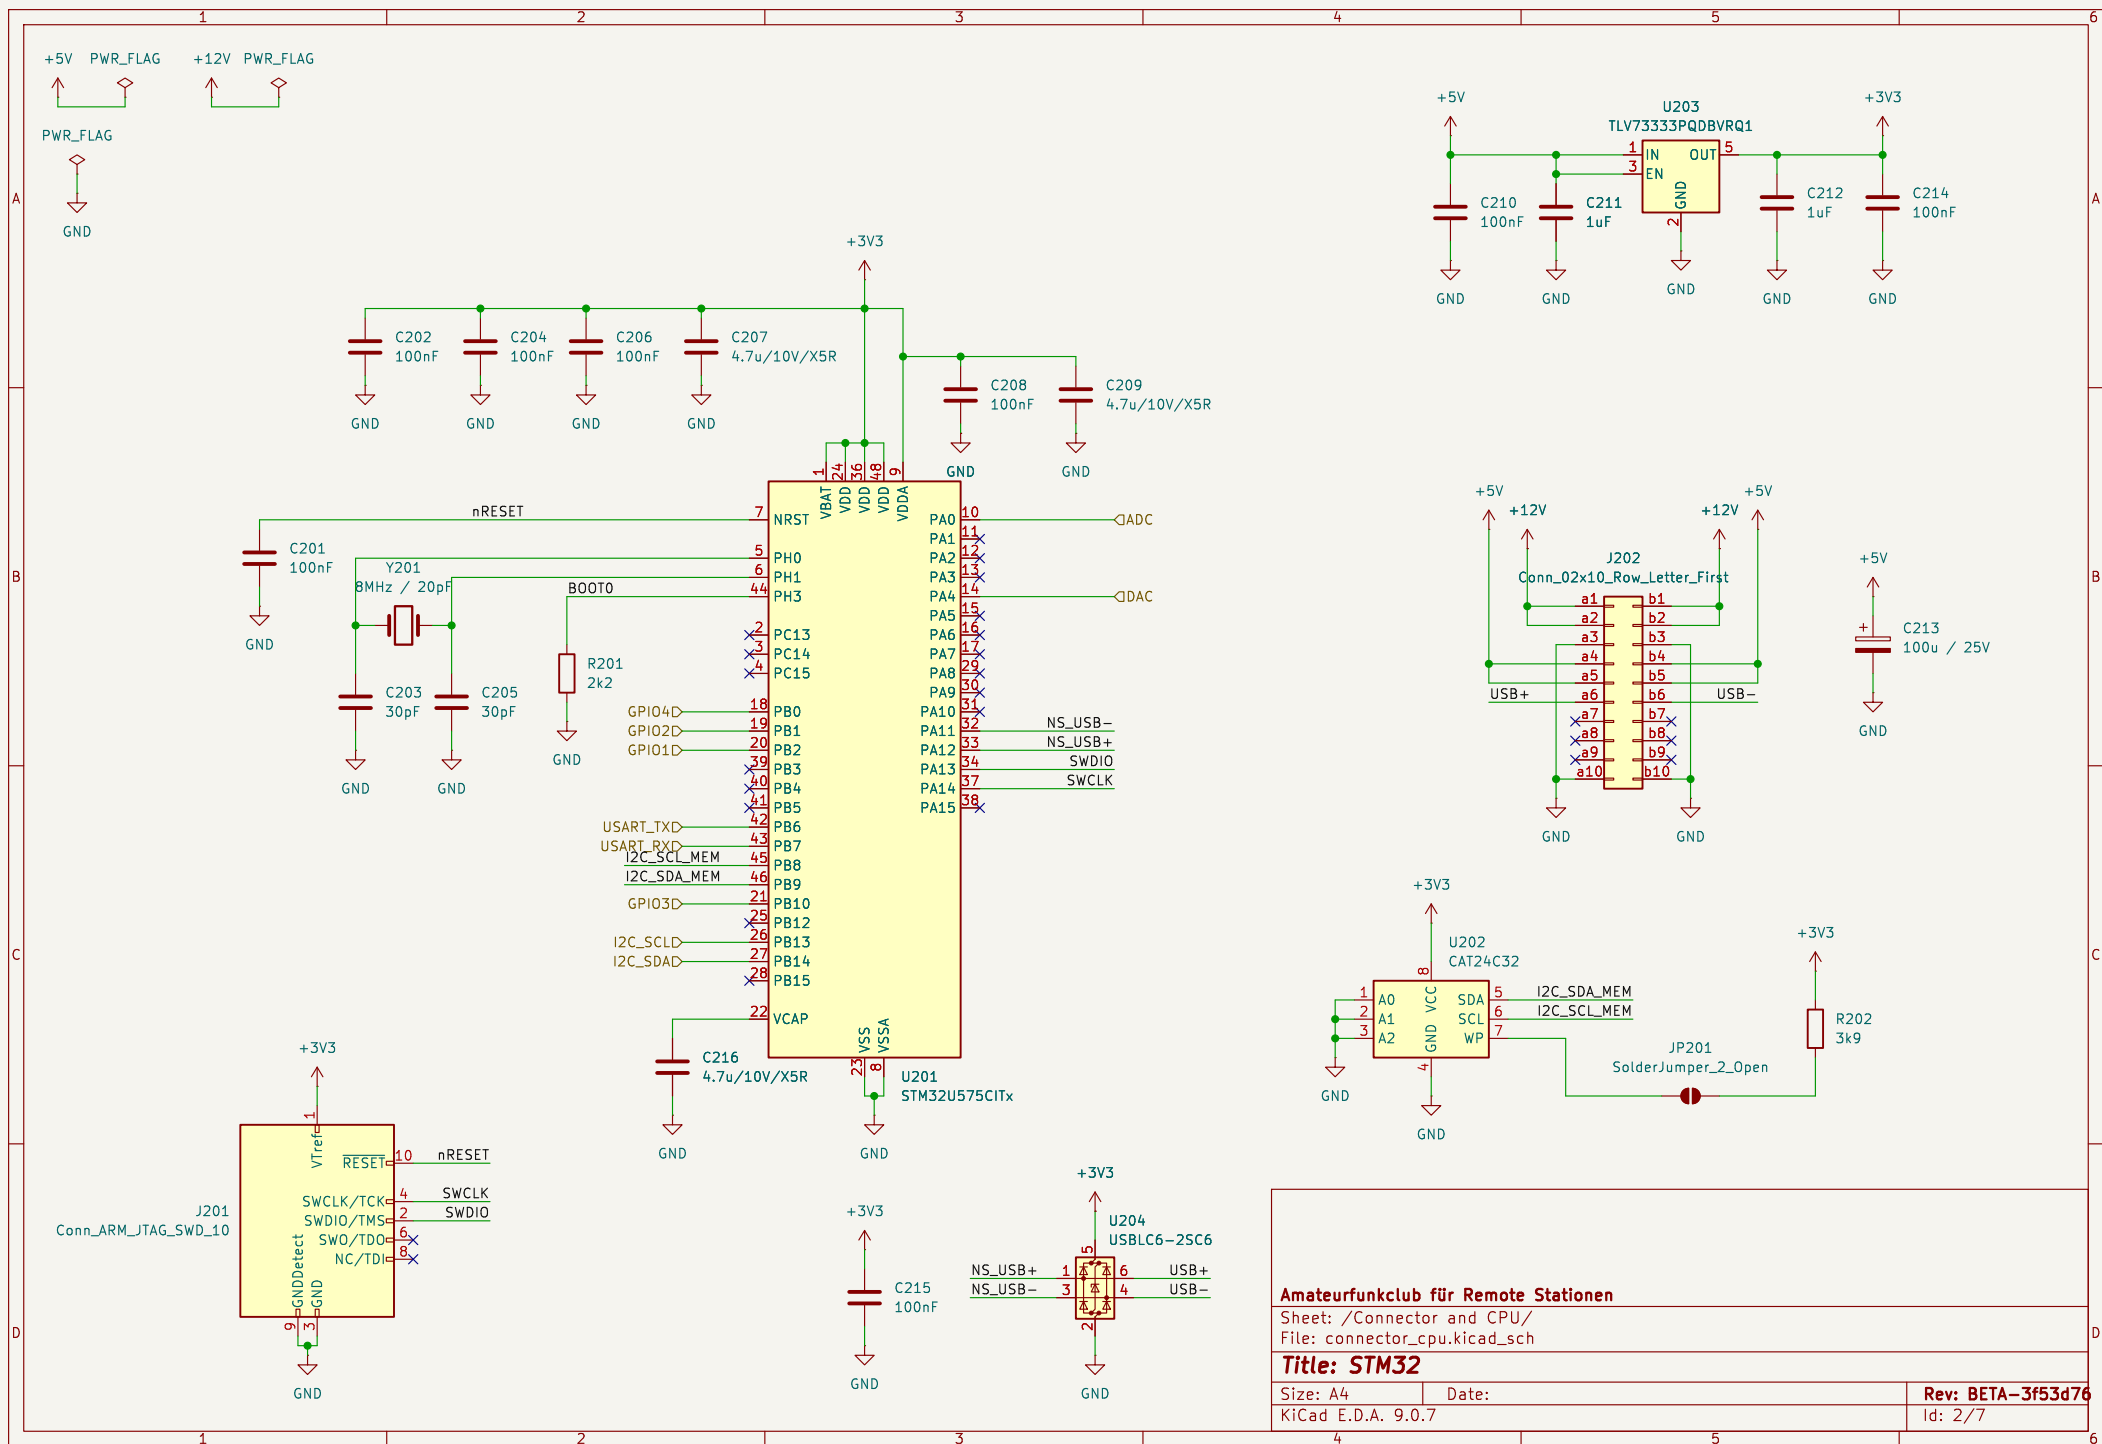 1 2 3 4 5 6
A
B
C
D
+5V PWR_FLAG
+12V PWR_FLAG
PWR_FLAG
GND
+5V
U203
TLV73333PQDBVRQ1
+3V3
1 IN
3 EN
OUT 5
GND
2
C210
100nF
C211
1uF
C212
1uF
C214
100nF
GND
GND
GND
GND
GND
+3V3
C202
100nF
C204
100nF
C206
100nF
C207
4.7u/10V/X5R
C208
100nF
C209
4.7u/10V/X5R
GND
GND
GND
GND
GND
GND
1 VBAT
24 VDD
36 VDD
48 VDD
9 VDDA
nRESET
7 NRST
5 PH0
6 PH1
BOOT0
44 PH3
2 PC13
3 PC14
4 PC15
GPIO4 18 PB0
GPIO2 19 PB1
GPIO1 20 PB2
39 PB3
40 PB4
41 PB5
USART_TX 42 PB6
USART_RX 43 PB7
I2C_SCL_MEM 45 PB8
I2C_SDA_MEM 46 PB9
GPIO3 21 PB10
25 PB12
I2C_SCL 26 PB13
I2C_SDA 27 PB14
28 PB15
22 VCAP
PA0 10 ADC
PA1 11
PA2 12
PA3 13
PA4 14 DAC
PA5 15
PA6 16
PA7 17
PA8 29
PA9 30
PA10 31
PA11 32 NS_USB-
PA12 33 NS_USB+
PA13 34 SWDIO
PA14 37 SWCLK
PA15 38
VSS 23
VSSA 8
U201
STM32U575CITx
GND
C216
4.7u/10V/X5R
GND
C201
100nF
GND
Y201
8MHz / 20pF
C203
30pF
C205
30pF
GND
GND
R201
2k2
GND
+5V
+12V
+12V
+5V
J202
Conn_02x10_Row_Letter_First
a1 b1
a2 b2
a3 b3
a4 b4
a5 b5
USB+ a6 b6 USB-
a7 b7
a8 b8
a9 b9
a10 b10
GND
GND
+5V
+
C213
100u / 25V
GND
+3V3
U202
CAT24C32
8 VCC
1 A0
2 A1
3 A2
SDA 5 I2C_SDA_MEM
SCL 6 I2C_SCL_MEM
WP 7
GND 4
GND
GND
+3V3
R202
3k9
JP201
SolderJumper_2_Open
+3V3
1 VTref
RESET 10 nRESET
SWCLK/TCK 4 SWCLK
SWDIO/TMS 2 SWDIO
SWO/TDO 6
NC/TDI 8
GNDDetect 9
GND 3
J201
Conn_ARM_JTAG_SWD_10
GND
+3V3
C215
100nF
GND
+3V3
U204
USBLC6-2SC6
5
NS_USB+ 1 6 USB+
NS_USB- 3 4 USB-
2
GND
Amateurfunkclub für Remote Stationen
Sheet: /Connector and CPU/
File: connector_cpu.kicad_sch
Title: STM32
Size: A4 Date: Rev: BETA-3f53d76
KiCad E.D.A. 9.0.7 Id: 2/7
A
B
C
D
1 2 3 4 5 6